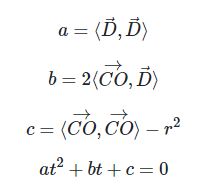 a = ⟨D⃗, D⃗⟩
b = 2⟨CO⃗, D⃗⟩
c = ⟨CO⃗, CO⃗⟩ − r²
at² + bt + c = 0